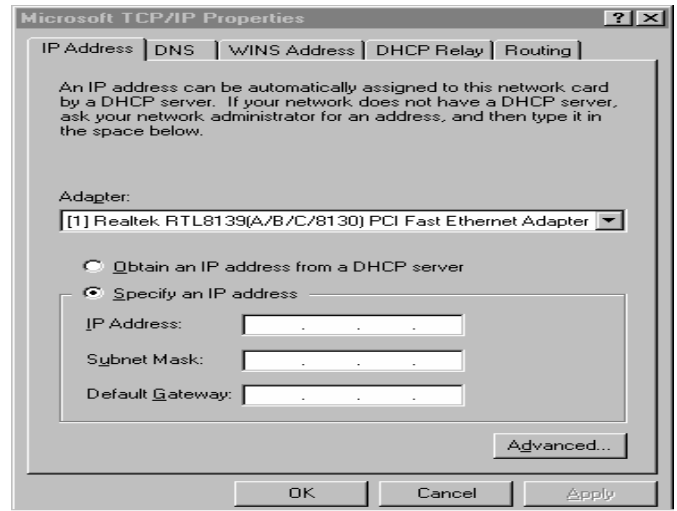 Microsoft TCP/IP Properties
IP Address DNS WINS Address DHCP Relay Routing
An IP address can be automatically assigned to this network card
by a DHCP server. If your network does not have a DHCP server,
ask your network administrator for an address, and then type it in
the space below.
Adapter:
[1] Realtek RTL8139(A/B/C/8130) PCI Fast Ethernet Adapter
Obtain an IP address from a DHCP server
Specify an IP address
IP Address:
Subnet Mask:
Default Gateway:
Advanced...
OK Cancel Apply